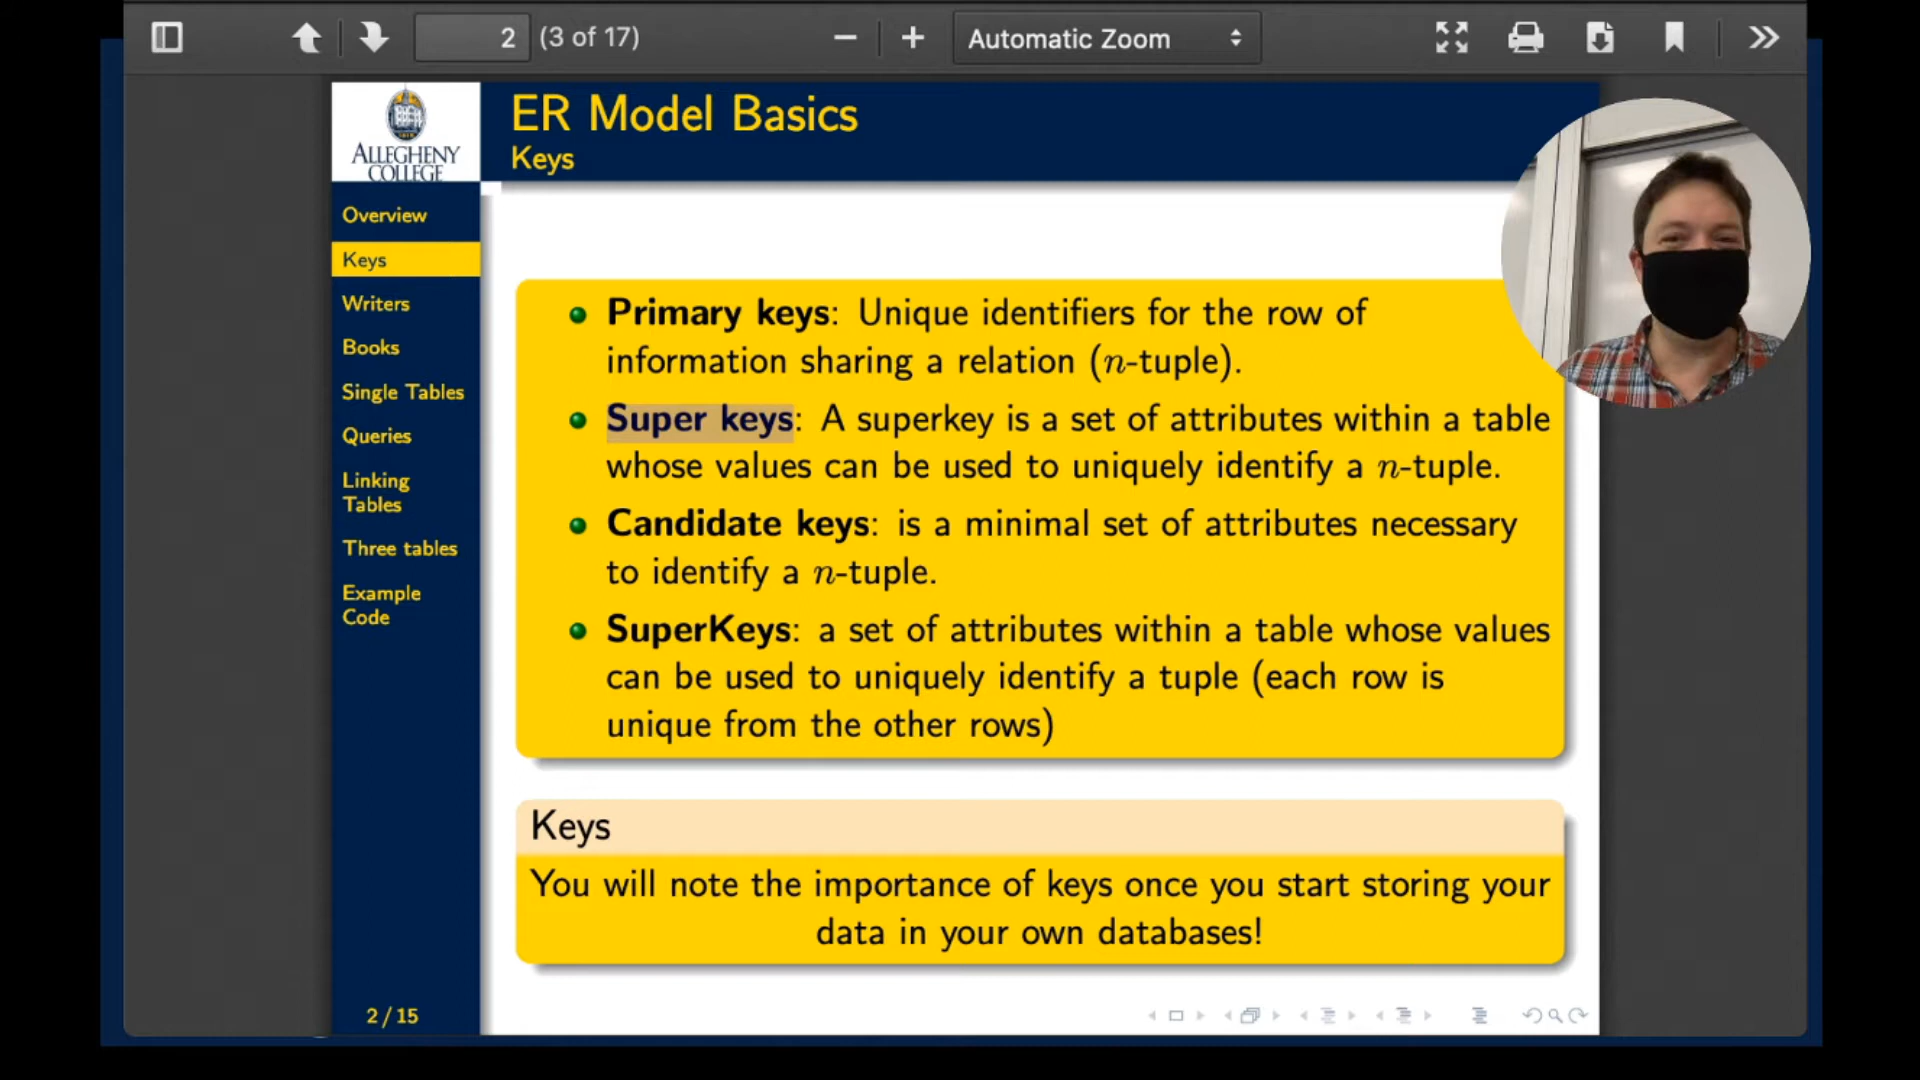 2 (3 of 17)
Automatic Zoom
ALLEGHENY
COLLEGE
ER Model Basics
Keys
Overview
Keys
Writers
Books
Single Tables
Queries
Linking
Tables
Three tables
Example
Code
2 / 15
Primary keys: Unique identifiers for the row of
information sharing a relation (n-tuple).
Super keys: A superkey is a set of attributes within a table
whose values can be used to uniquely identify a n-tuple.
Candidate keys: is a minimal set of attributes necessary
to identify a n-tuple.
SuperKeys: a set of attributes within a table whose values
can be used to uniquely identify a tuple (each row is
unique from the other rows)
Keys
You will note the importance of keys once you start storing your
data in your own databases!